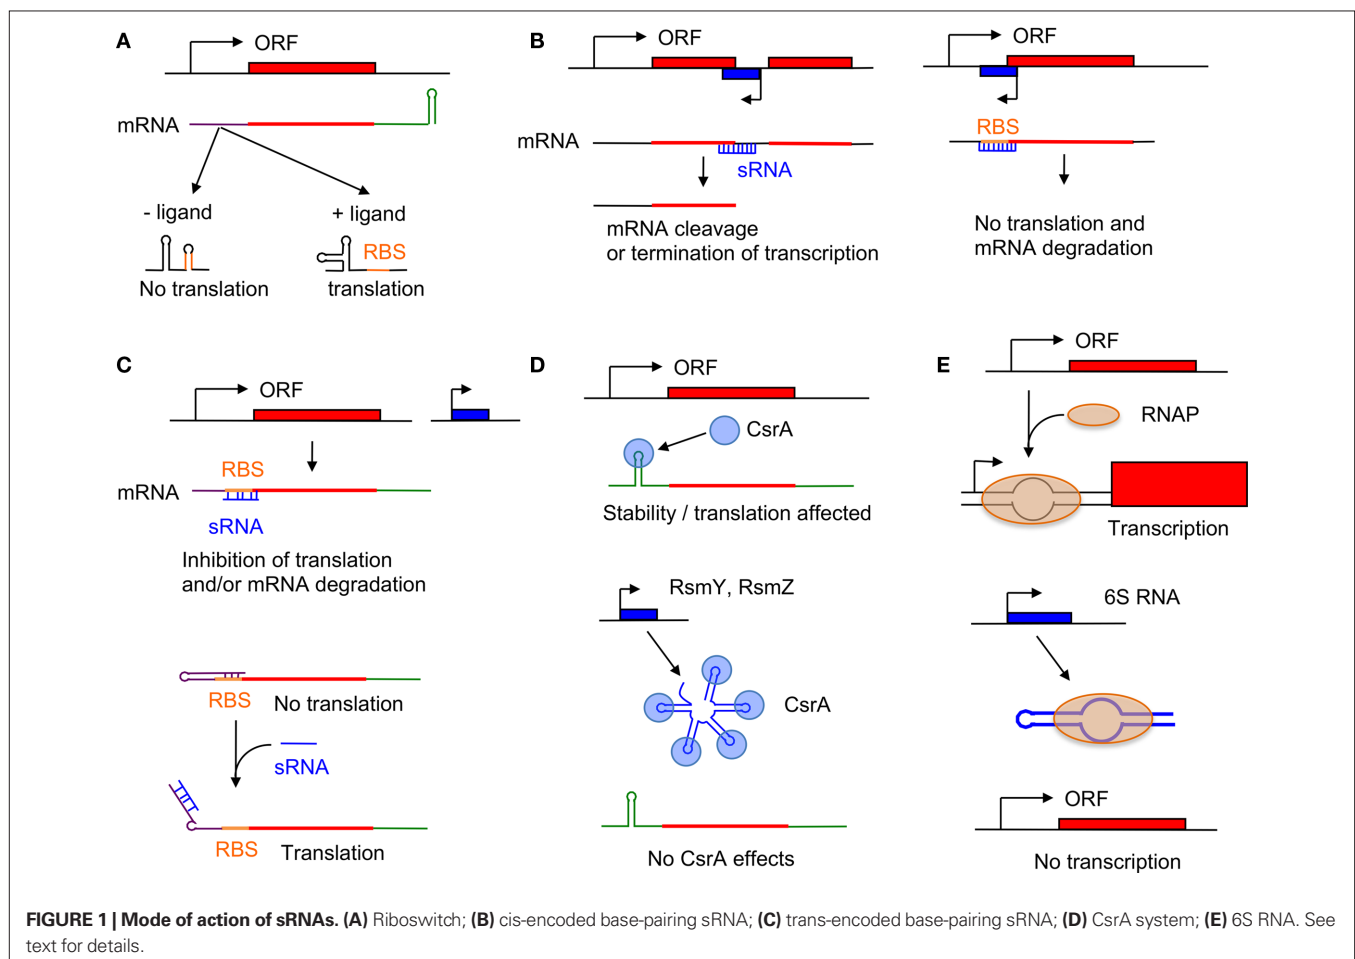 A
ORF
mRNA
- ligand
+ ligand
RBS
No translation
translation
B
ORF
ORF
mRNA
sRNA
RBS
mRNA cleavage
or termination of transcription
No translation and
mRNA degradation
C
ORF
RBS
mRNA
sRNA
Inhibition of translation
and/or mRNA degradation
RBS
No translation
sRNA
RBS
Translation
D
ORF
CsrA
Stability / translation affected
RsmY, RsmZ
CsrA
No CsrA effects
E
ORF
RNAP
Transcription
6S RNA
ORF
No transcription
FIGURE 1 | Mode of action of sRNAs. (A) Riboswitch; (B) cis-encoded base-pairing sRNA; (C) trans-encoded base-pairing sRNA; (D) CsrA system; (E) 6S RNA. See
text for details.